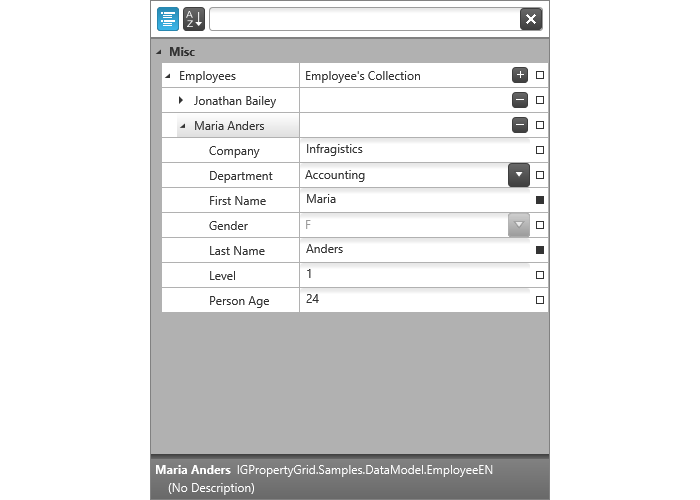 A Z
Misc
Employees Employee's Collection
Jonathan Bailey
Maria Anders
Company Infragistics
Department Accounting
First Name Maria
Gender F
Last Name Anders
Level 1
Person Age 24
Maria Anders IGPropertyGrid.Samples.DataModel.EmployeeEN
(No Description)